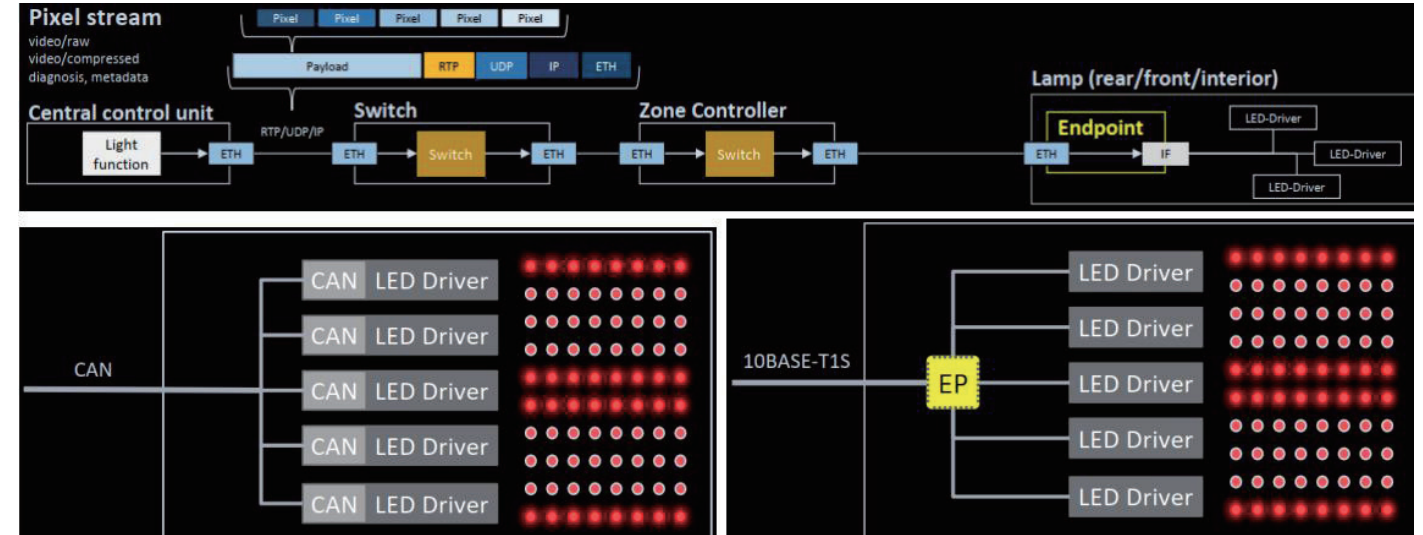 Pixel stream
video/raw
video/compressed
diagnosis, metadata
Pixel Pixel Pixel Pixel Pixel
Payload RTP UDP IP ETH
Central control unit
Light
function
ETH
RTP/UDP/IP
Switch
ETH Switch ETH
Zone Controller
ETH Switch ETH
Lamp (rear/front/interior)
Endpoint
ETH IF
LED-Driver
LED-Driver
LED-Driver
CAN
CAN LED Driver
CAN LED Driver
CAN LED Driver
CAN LED Driver
CAN LED Driver
10BASE-T1S
EP
LED Driver
LED Driver
LED Driver
LED Driver
LED Driver